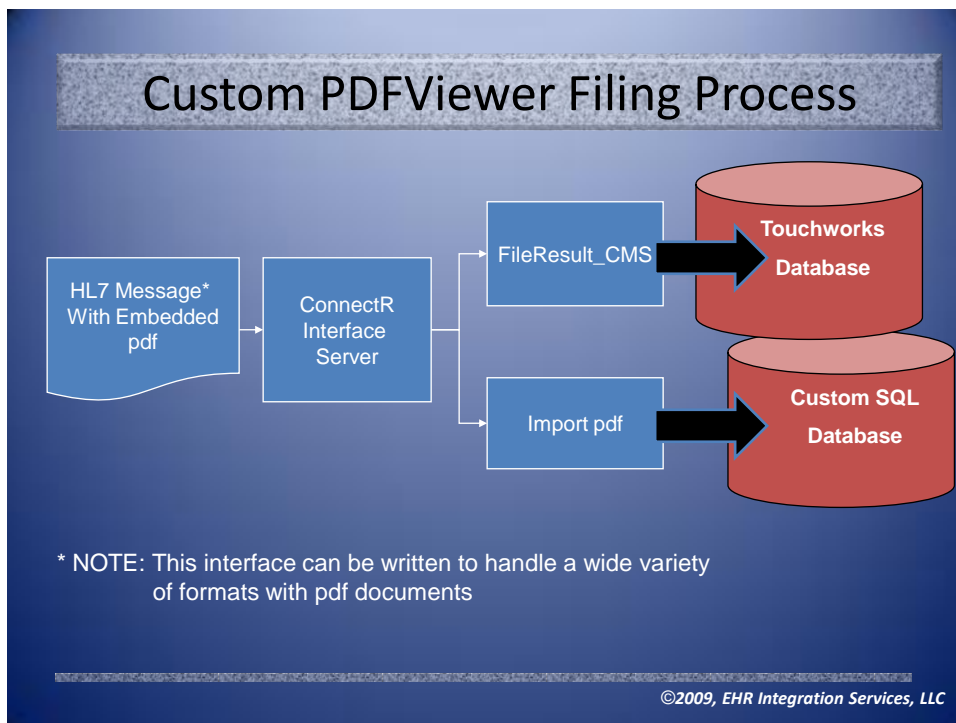 Custom PDFViewer Filing Process
HL7 Message*
With Embedded
pdf
ConnectR
Interface
Server
FileResult_CMS
Import pdf
Touchworks
Database
Custom SQL
Database
* NOTE: This interface can be written to handle a wide variety
of formats with pdf documents
©2009, EHR Integration Services, LLC